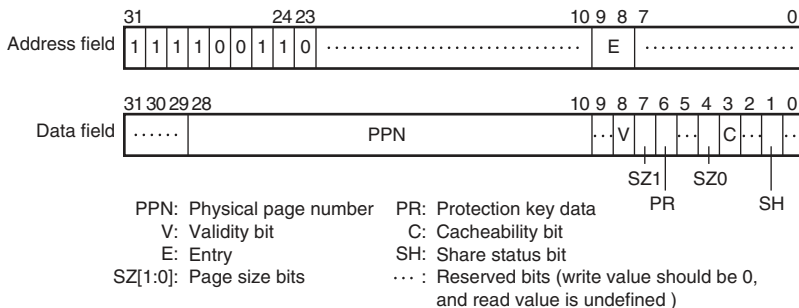 31 24 23 10 9 8 7 0
Address field 1 1 1 1 0 0 1 1 0 ............ E ............
31 30 29 28 10 9 8 7 6 5 4 3 2 1 0
Data field ...... PPN ... V ... C ... ...
SZ1 SZ0
PR SH
PPN: Physical page number PR: Protection key data
V: Validity bit C: Cacheability bit
E: Entry SH: Share status bit
SZ[1:0]: Page size bits ··· : Reserved bits (write value should be 0,
and read value is undefined )